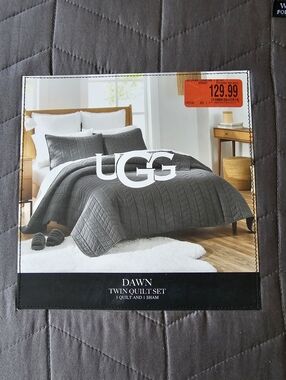 129.99
UGG
DAWN
TWIN QUILT SET
1 QUILT AND 1 SHAM